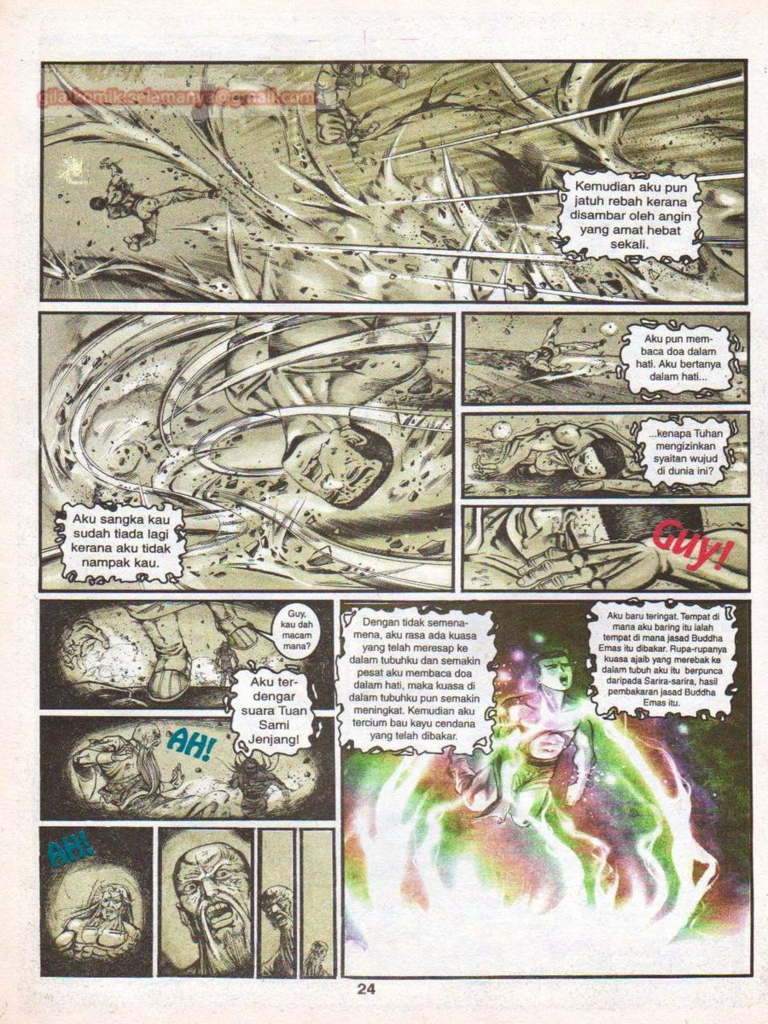 gila.komik.selamanya@gmail.com
Kemudian aku pun
jatuh rebah kerana
disambar oleh angin
yang amat hebat
sekali.
Aku sangka kau
sudah tiada lagi
kerana aku tidak
nampak kau.
Aku pun mem-
baca doa dalam
hati. Aku bertanya
dalam hati...
...kenapa Tuhan
mengizinkan
syaitan wujud
di dunia ini?
Guy!
Guy,
kau dah
macam
mana?
Aku ter-
dengar
suara Tuan
Sami
Jenjang!
AH!
AH!
Dengan tidak semena-
mena, aku rasa ada kuasa
yang telah meresap ke
dalam tubuhku dan semakin
pesat aku membaca doa
dalam hati, maka kuasa di
dalam tubuhku pun semakin
meningkat. Kemudian aku
tercium bau kayu cendana
yang telah dibakar.
Aku baru teringat. Tempat di
mana aku baring itu ialah
tempat di mana jasad Buddha
Emas itu dibakar. Rupa-rupanya
kuasa ajaib yang merebak ke
dalam tubuh aku itu berpunca
daripada Sarira-sarira, hasil
pembakaran jasad Buddha
Emas itu.
24